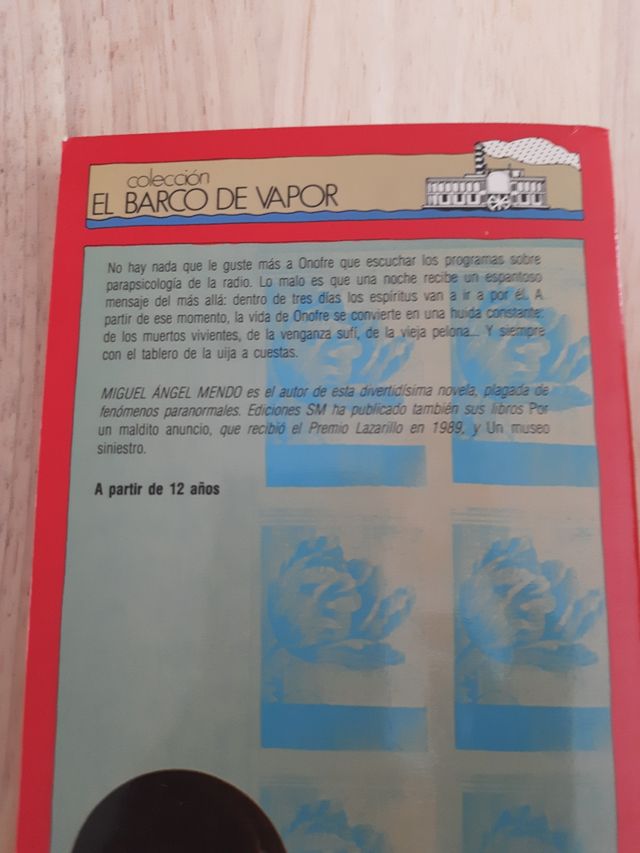 colección
EL BARCO DE VAPOR
No hay nada que le guste más a Onofre que escuchar los programas sobre
parapsicología de la radio. Lo malo es que una noche recibe un espantoso
mensaje del más allá: dentro de tres días los espíritus van a ir a por él. A
partir de ese momento, la vida de Onofre se convierte en una huida constante:
de los muertos vivientes, de la venganza sufí, de la vieja pelona... Y siempre
con el tablero de la uija a cuestas.
MIGUEL ÁNGEL MENDO es el autor de esta divertidísima novela, plagada de
fenómenos paranormales. Ediciones SM ha publicado también sus libros Por
un maldito anuncio, que recibió el Premio Lazarillo en 1989, y Un museo
siniestro.
A partir de 12 años